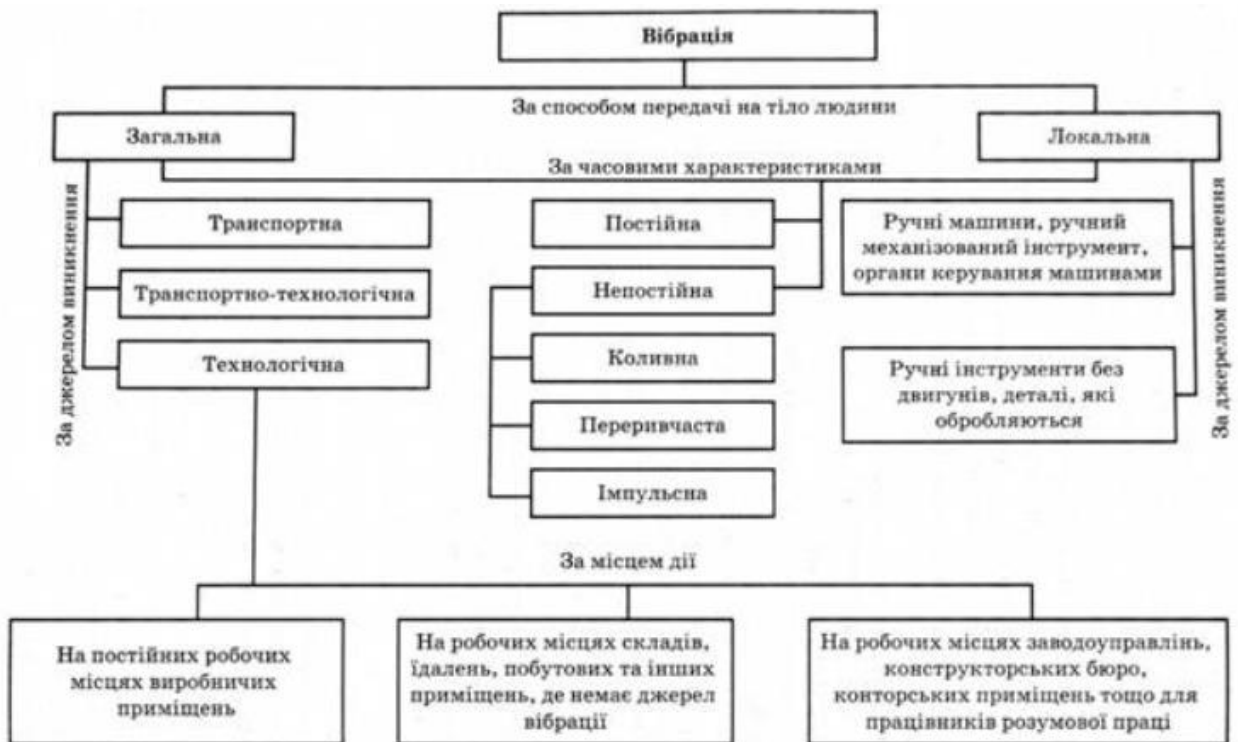 Вібрація
За способом передачі на тіло людини
Загальна
Локальна
За часовими характеристиками
За джерелом виникнення
Транспортна
Транспортно-технологічна
Технологічна
Постійна
Непостійна
Коливна
Переривчаста
Імпульсна
Ручні машини, ручний
механізований інструмент,
органи керування машинами
Ручні інструменти без
двигунів, деталі, які
обробляються
За джерелом виникнення
За місцем дії
На постійних робочих
місцях виробничих
приміщень
На робочих місцях складів,
їдалень, побутових та інших
приміщень, де немає джерел
вібрації
На робочих місцях заводоуправлінь,
конструкторських бюро,
конторських приміщень тощо для
працівників розумової праці